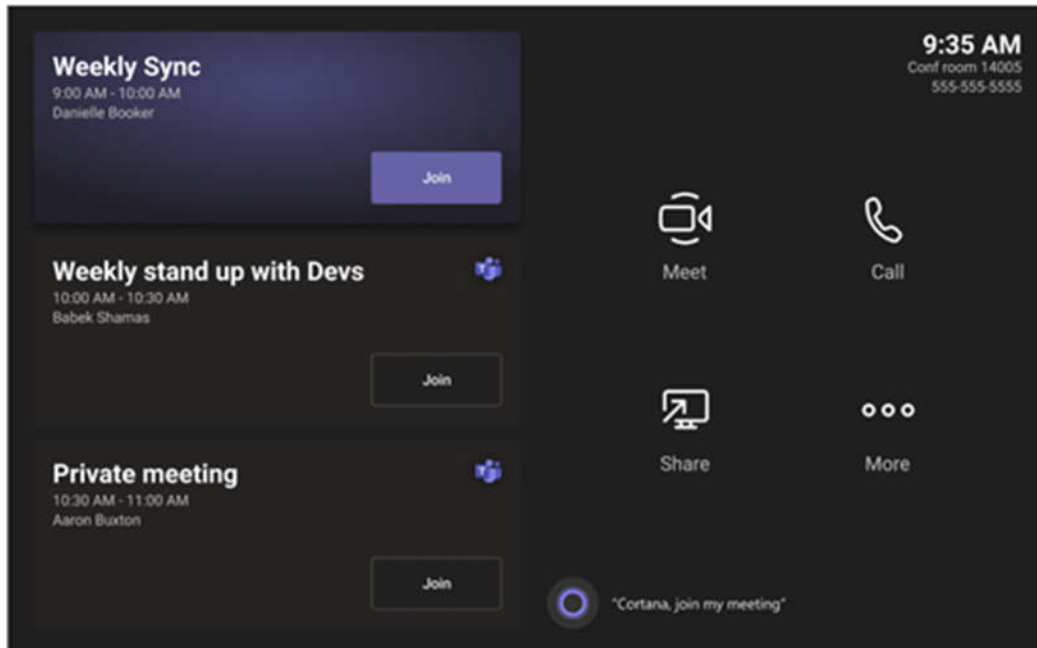 Weekly Sync
9:00 AM - 10:00 AM
Danielle Booker
Join
Weekly stand up with Devs
10:00 AM - 10:30 AM
Babek Shamas
Join
Private meeting
10:30 AM - 11:00 AM
Aaron Buxton
Join
9:35 AM
Conf room 14005
555-555-5555
Meet
Call
Share
More
"Cortana, join my meeting"